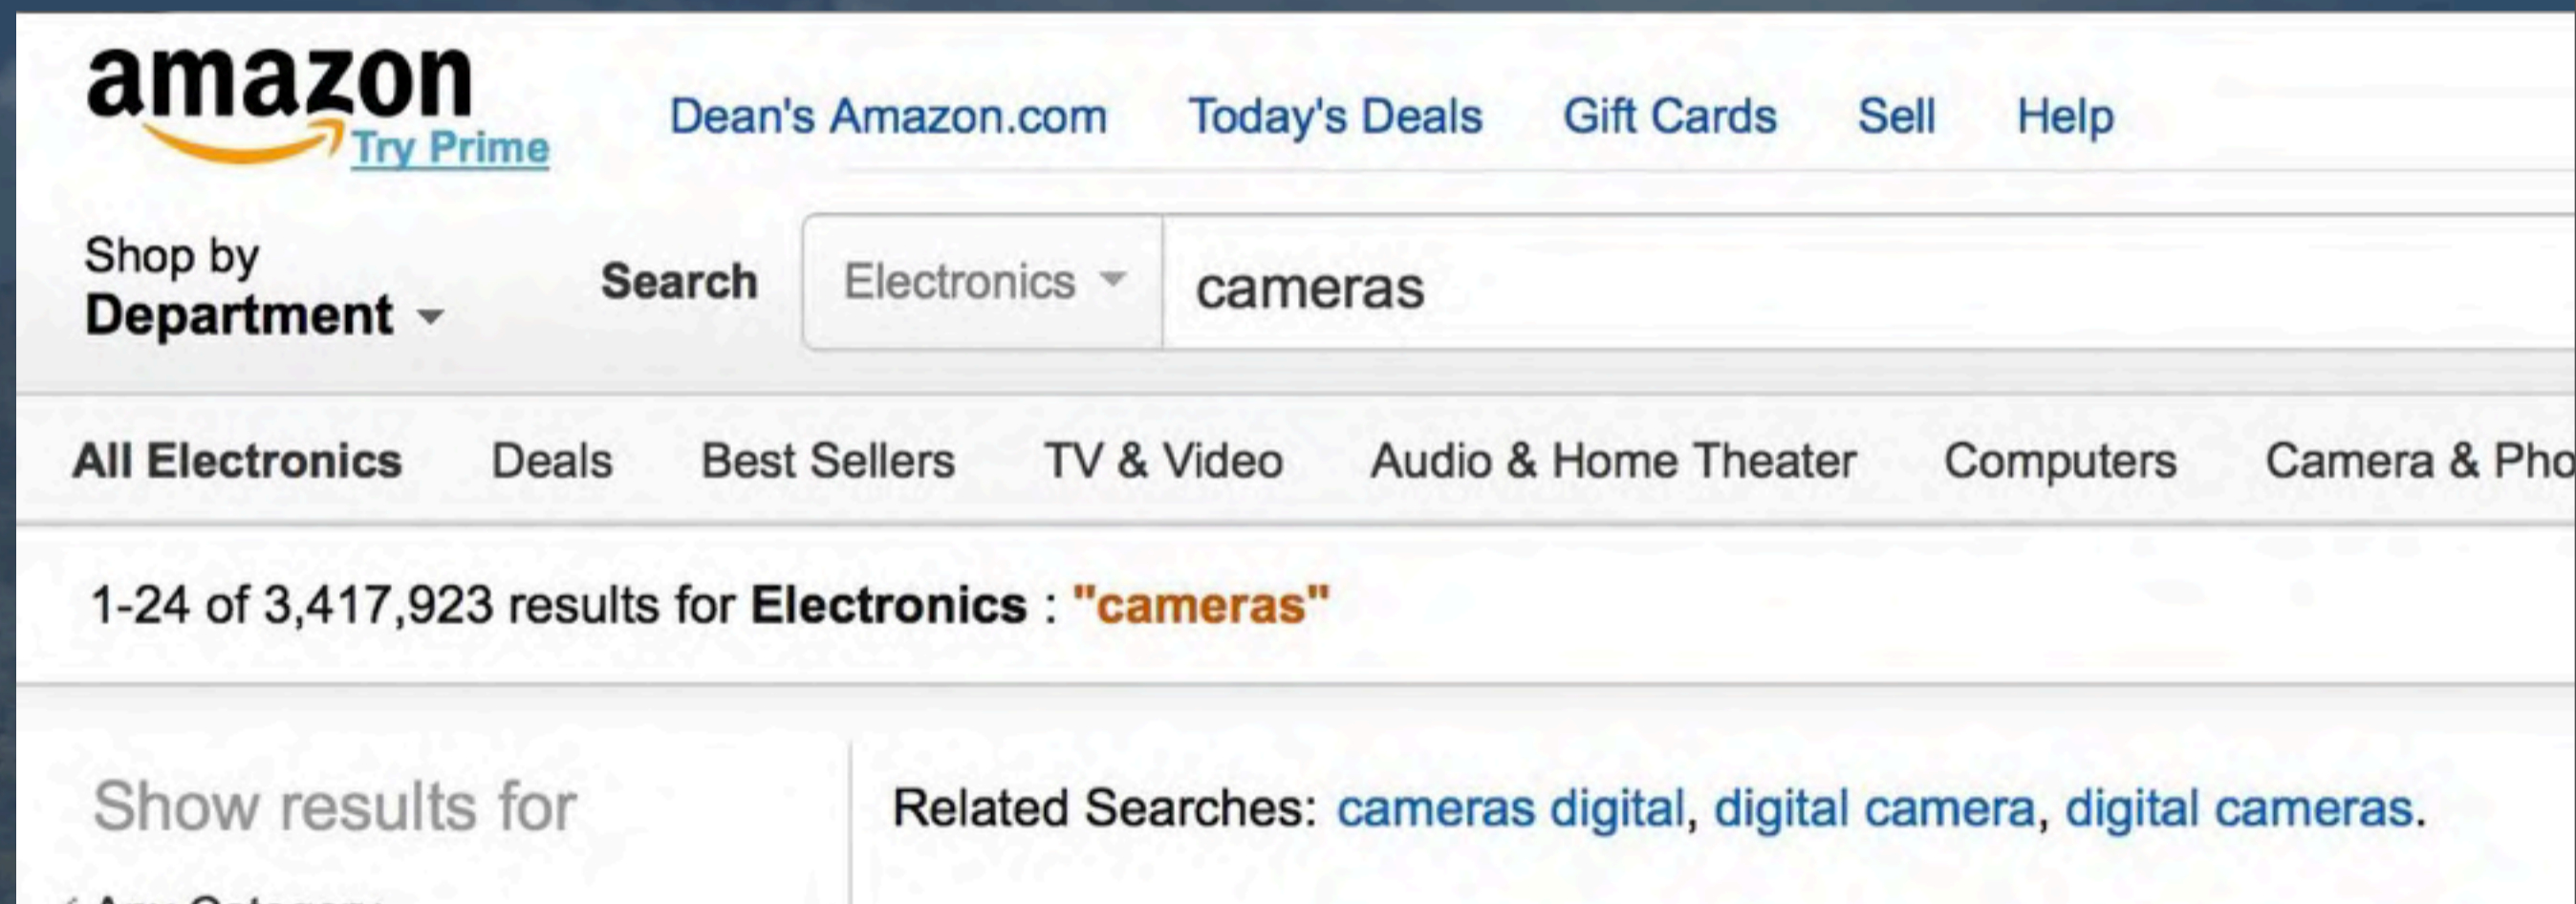 amazon
Try Prime
Dean's Amazon.com Today's Deals Gift Cards Sell Help
Shop by
Department
Search Electronics cameras
All Electronics Deals Best Sellers TV & Video Audio & Home Theater Computers Camera & Pho
1-24 of 3,417,923 results for Electronics : "cameras"
Show results for
Related Searches: cameras digital, digital camera, digital cameras.